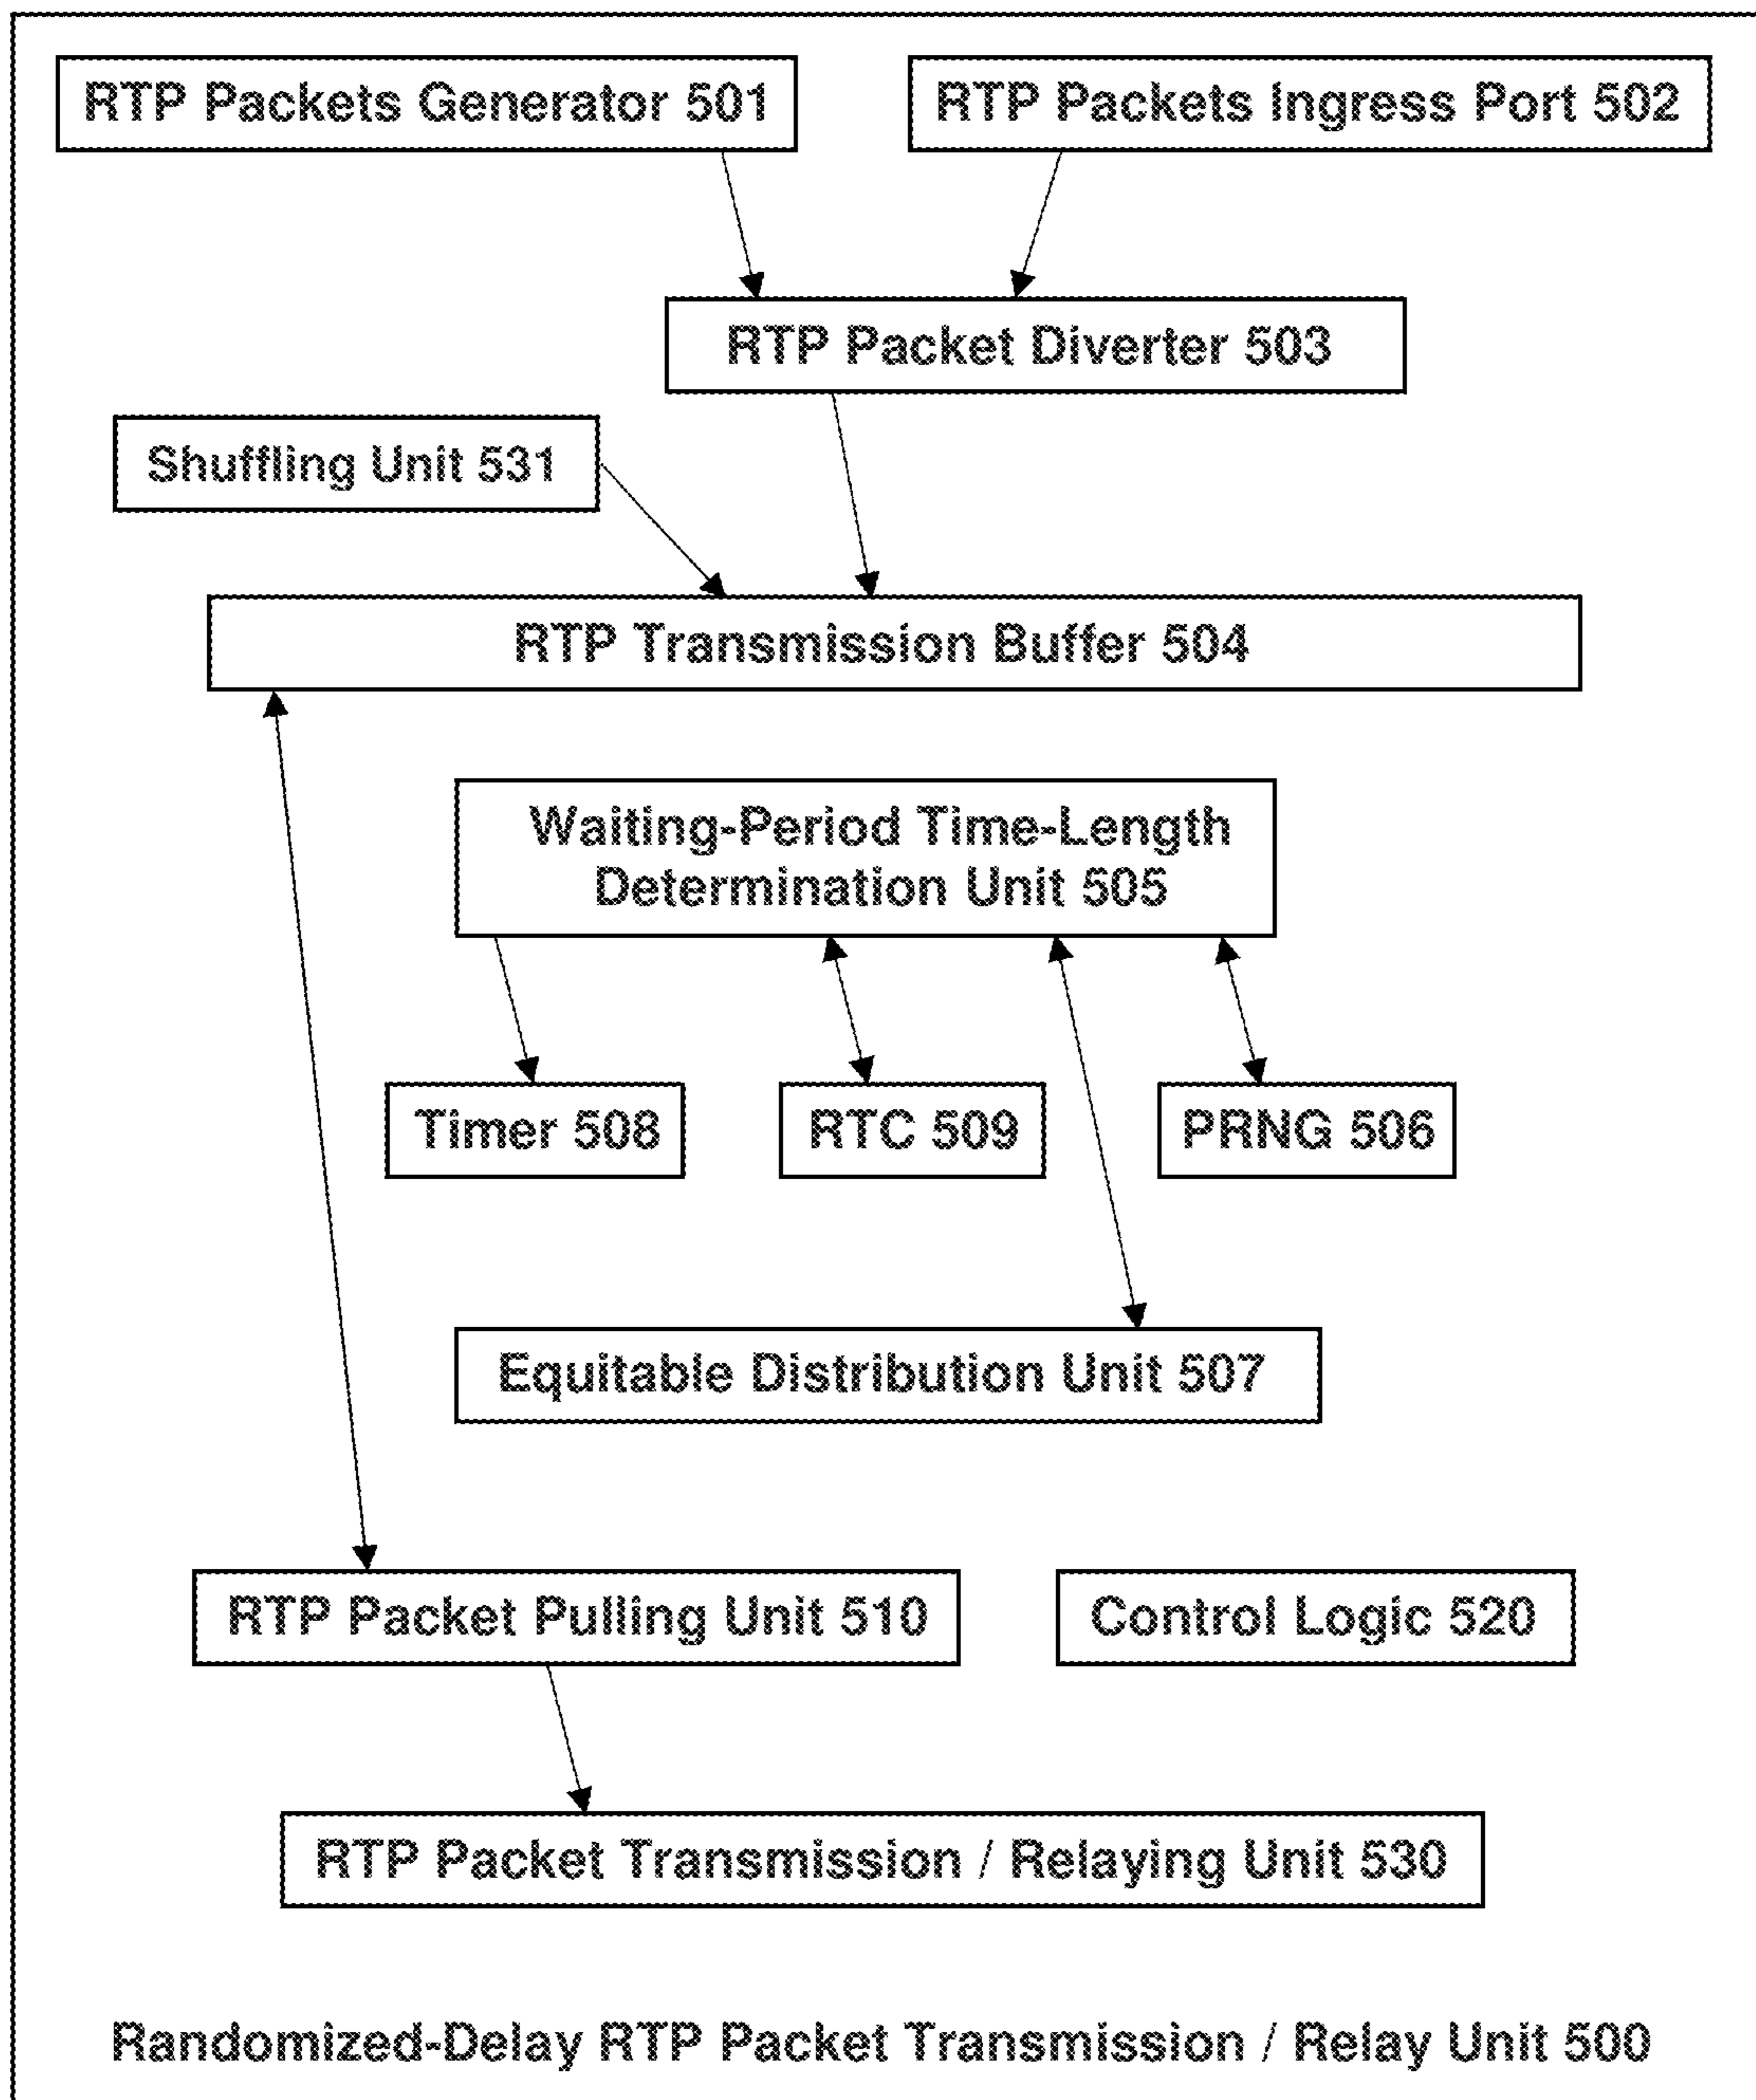 RTP Packets Generator 501
RTP Packets Ingress Port 502
RTP Packet Diverter 503
Shuffling Unit 531
RTP Transmission Buffer 504
Waiting-Period Time-Length
Determination Unit 505
Timer 508
RTC 509
PRNG 506
Equitable Distribution Unit 507
RTP Packet Pulling Unit 510
Control Logic 520
RTP Packet Transmission / Relaying Unit 530
Randomized-Delay RTP Packet Transmission / Relay Unit 500